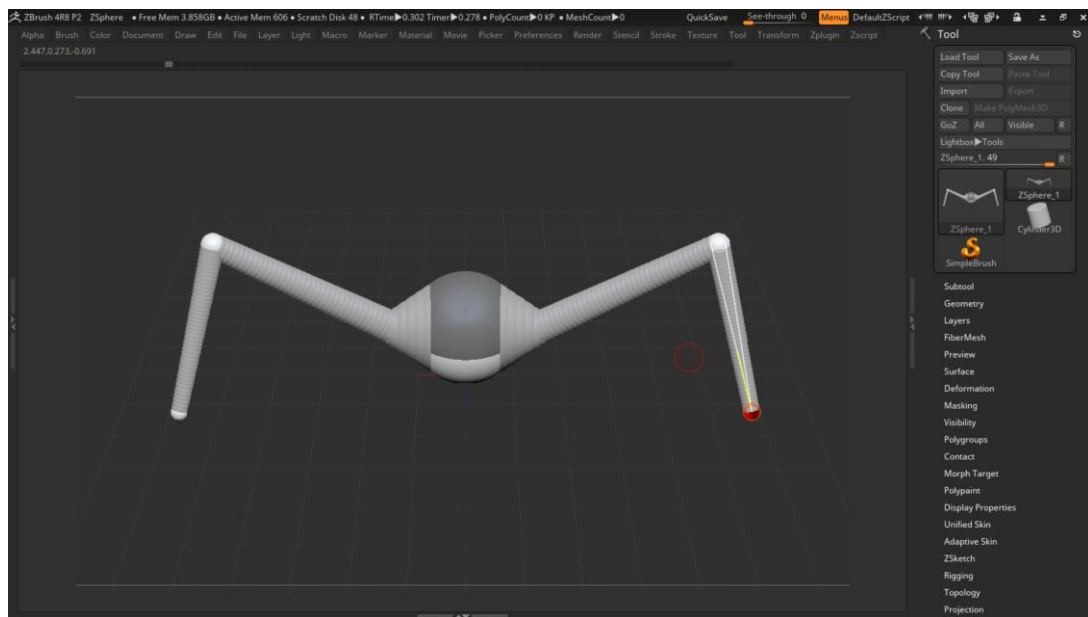 ZBrush 4R8 P2 ZSphere • Free Mem 3.858GB • Active Mem 606 • Scratch Disk 48 • RTime▶0.302 Timer▶0.278 • PolyCount▶0 KP • MeshCount▶0 QuickSave See-through 0 Menus DefaultZScript
Alpha Brush Color Document Draw Edit File Layer Light Macro Marker Material Movie Picker Preferences Render Stencil Stroke Texture Tool Transform Zplugin Zscript
2.447,0.273,-0.691
Tool
Load Tool Save As
Copy Tool Paste Tool
Import Export
Clone Make PolyMesh3D
GoZ All Visible R
Lightbox▶Tools
ZSphere_1. 49 R
ZSphere_1
ZSphere_1 Cylinder3D
SimpleBrush
Subtool
Geometry
Layers
FiberMesh
Preview
Surface
Deformation
Masking
Visibility
Polygroups
Contact
Morph Target
Polypaint
Display Properties
Unified Skin
Adaptive Skin
ZSketch
Rigging
Topology
Projection